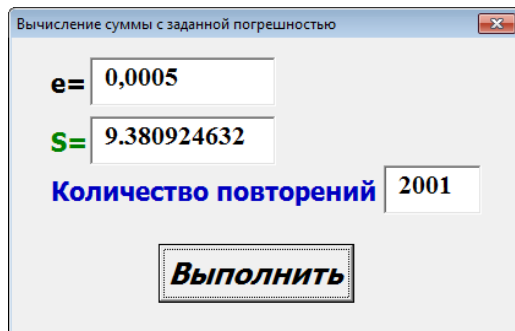 Вычисление суммы с заданной погрешностью
e= 0,0005
S= 9.380924632
Количество повторений 2001
Выполнить